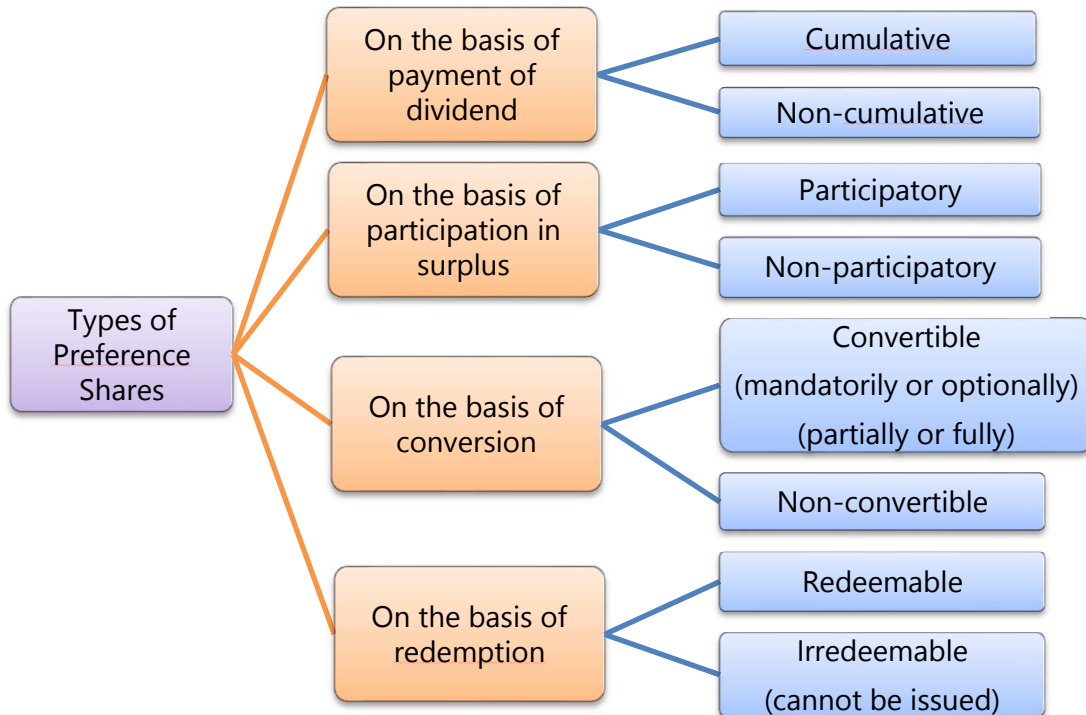 Types of
Preference
Shares
On the basis of
payment of
dividend
Cumulative
Non-cumulative
On the basis of
participation in
surplus
Participatory
Non-participatory
On the basis of
conversion
Convertible
(mandatorily or optionally)
(partially or fully)
Non-convertible
On the basis of
redemption
Redeemable
Irredeemable
(cannot be issued)